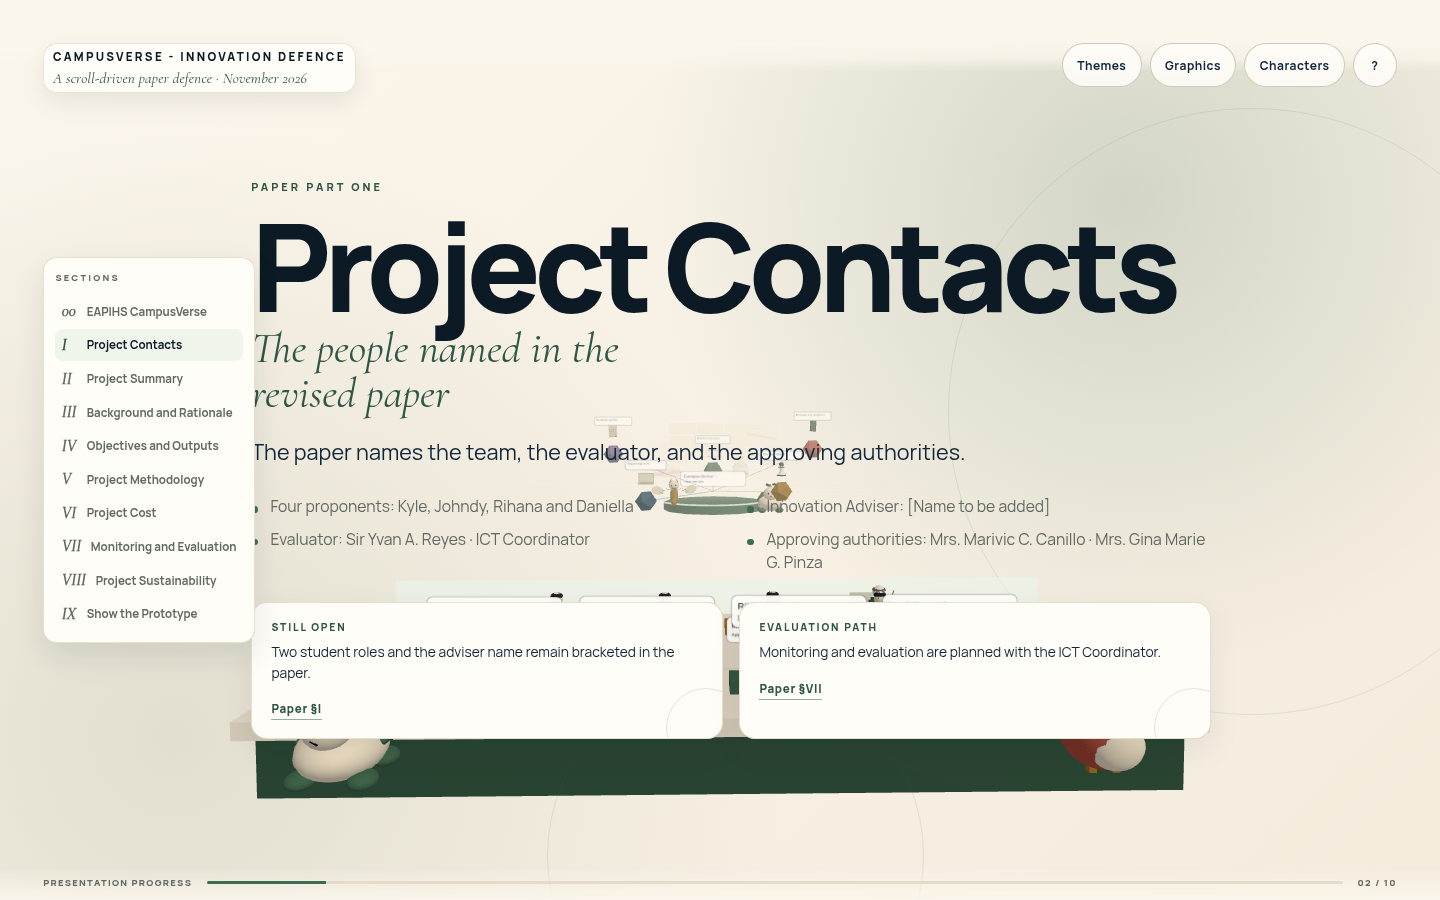 CAMPUSVERSE - INNOVATION DEFENCE
A scroll-driven paper defence · November 2026
Themes
Graphics
Characters
?
PAPER PART ONE
Project Contacts
The people named in the
revised paper
The paper names the team, the evaluator, and the approving authorities.
Four proponents: Kyle, Johndy, Rihana and Daniella
Innovation Adviser: [Name to be added]
Evaluator: Sir Yvan A. Reyes · ICT Coordinator
Approving authorities: Mrs. Marivic C. Canillo · Mrs. Gina Marie
G. Pinza
SECTIONS
00 EAPIHS CampusVerse
I Project Contacts
II Project Summary
III Background and Rationale
IV Objectives and Outputs
V Project Methodology
VI Project Cost
VII Monitoring and Evaluation
VIII Project Sustainability
IX Show the Prototype
STILL OPEN
Two student roles and the adviser name remain bracketed in the
paper.
Paper §I
EVALUATION PATH
Monitoring and evaluation are planned with the ICT Coordinator.
Paper §VII
PRESENTATION PROGRESS
02 / 10